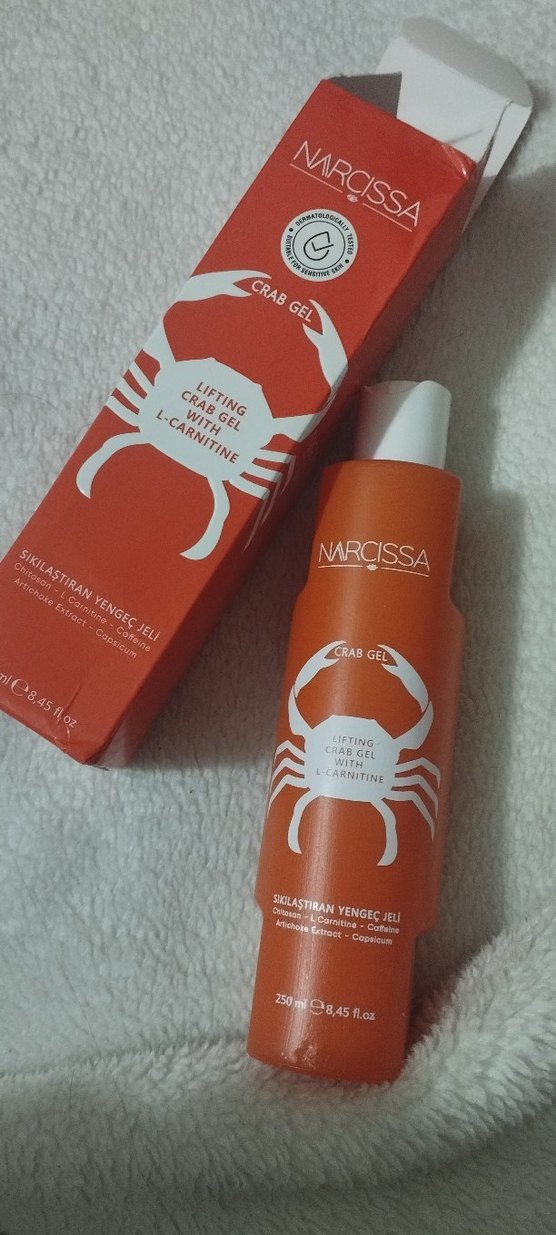 NARCISSA
DERMATOLOGICALLY TESTED
SUITABLE FOR SENSITIVE SKIN
CRAB GEL
LIFTING
CRAB GEL
WITH
L-CARNITINE
SIKILAŞTIRAN YENGEÇ JELİ
Chitosan - L Carnitine - Caffeine
Artichoke Extract - Capsicum
ml ℮ 8,45 fl.oz
NARCISSA
CRAB GEL
LIFTING
CRAB GEL
WITH
L-CARNITINE
SIKILAŞTIRAN YENGEÇ JELİ
Chitosan - L Carnitine - Caffeine
Artichoke Extract - Capsicum
250 ml ℮ 8,45 fl.oz